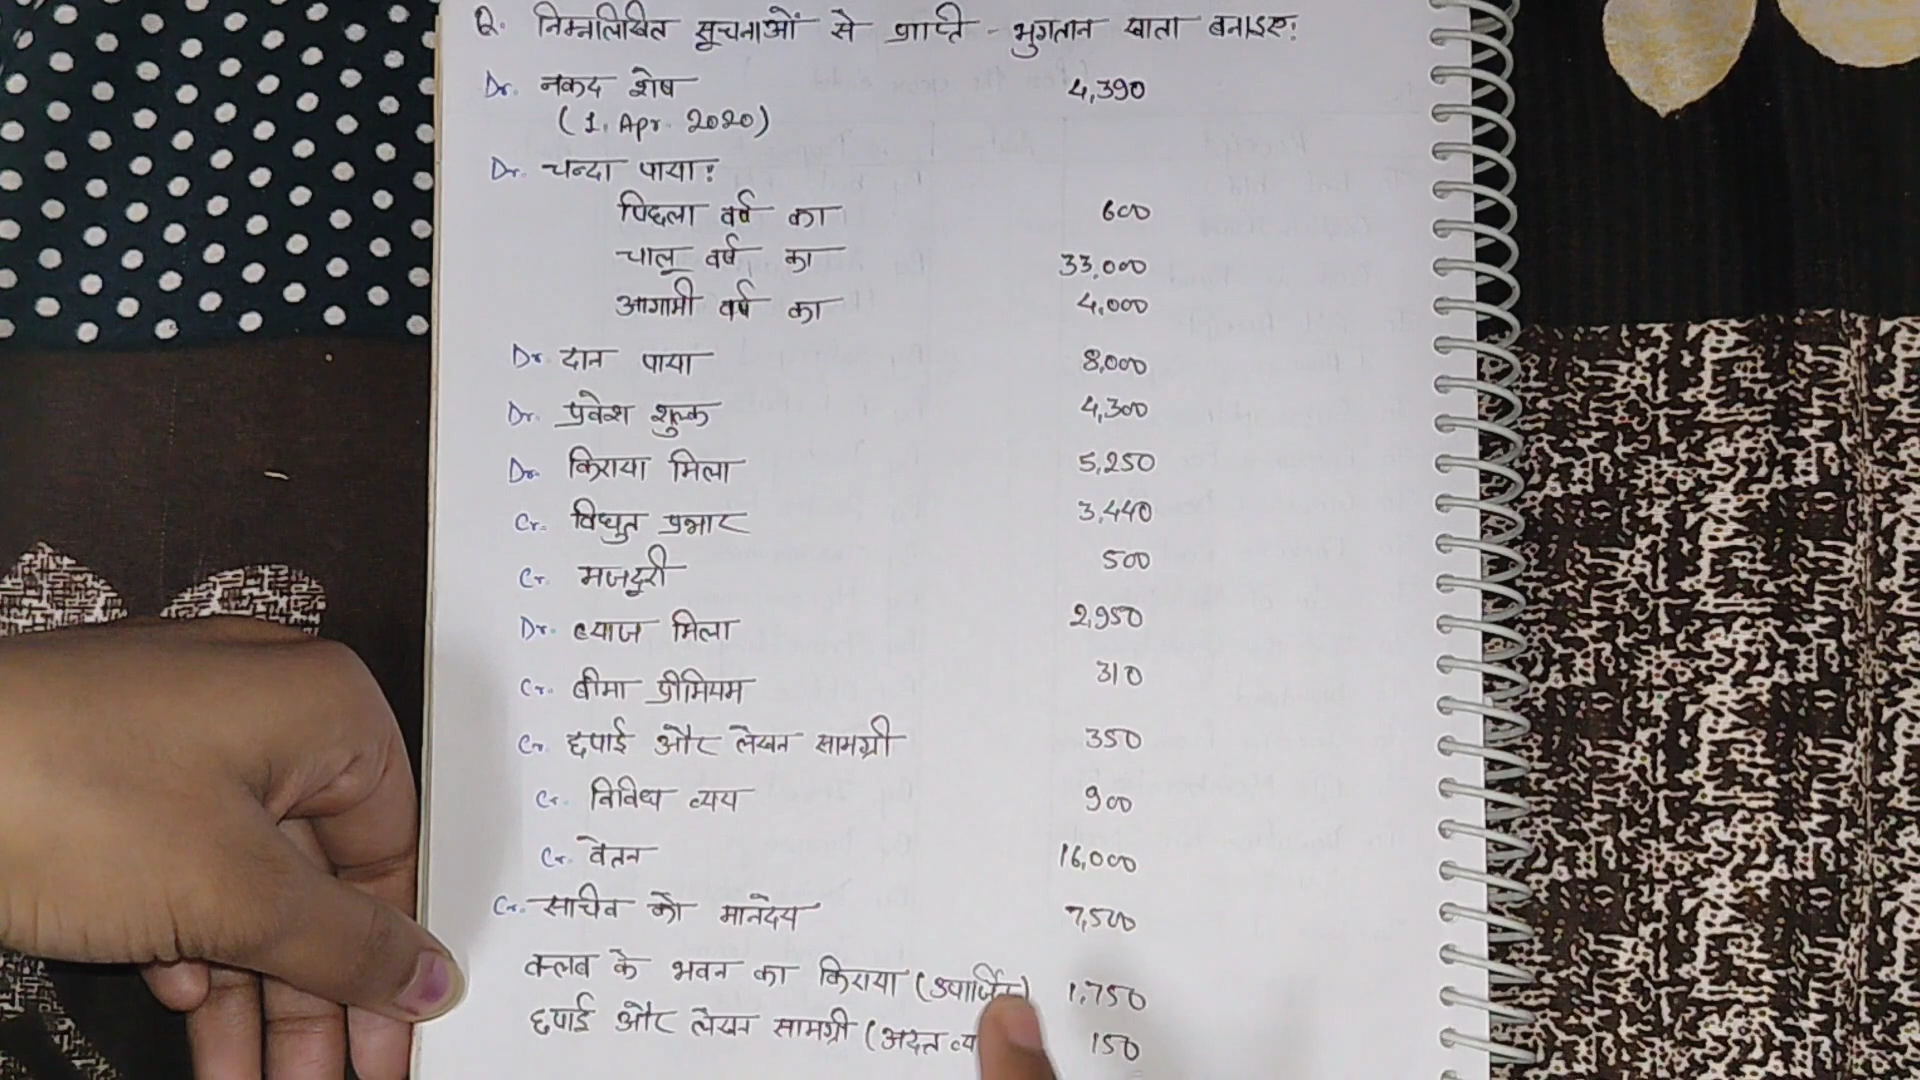 Q. निम्नलिखित सूचनाओं से प्राप्ति - भुगतान खाता बनाइए:
Dr. नकद शेष 4,390
(1. Apr. 2020)
Dr. चन्दा पाया:
पिछला वर्ष का 600
चालू वर्ष का 33,000
आगामी वर्ष का 4,000
Dr. दान पाया 8,000
Dr. प्रवेश शुल्क 4,300
Dr. किराया मिला 5,250
Cr. विधुत प्रभार 3,440
Cr. मजदूरी 500
Dr. ब्याज मिला 2,950
Cr. बीमा प्रीमियम 310
Cr. छपाई और लेखन सामग्री 350
Cr. विविध व्यय 900
Cr. वेतन 16,000
Cr. सचिव को मानदेय 7,500
क्लब के भवन का किराया (उपार्जित) 1,750
छपाई और लेखन सामग्री (अदत्त 150